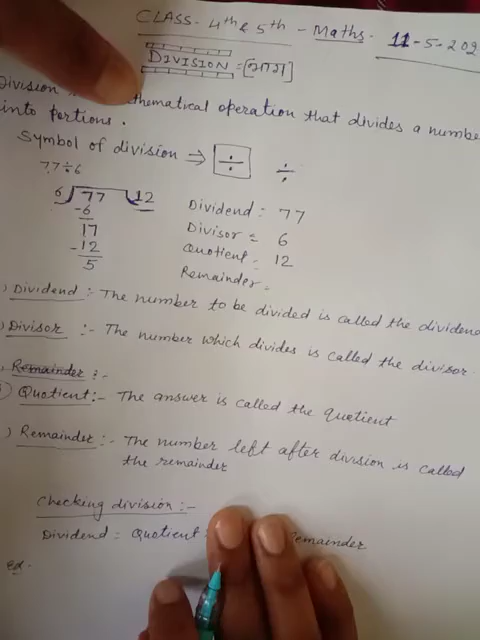 CLASS - 4th & 5th - Maths - 11-5-202
DIVISION = [भाग]
Division thematical operation that divides a number
into portions.
Symbol of division ⇒ ÷ ÷
77÷6
6 77 12
-6
17
-12
5
Dividend = 77
Divisor = 6
Quotient = 12
Remainder =
) Dividend :- The number to be divided is called the dividend
) Divisor :- The number which divides is called the divisor.
Remainder :-
) Quotient :- The answer is called the quotient
) Remainder :- The number left after division is called
the remainder
Checking division :-
Dividend = Quotient Remainder
eg -